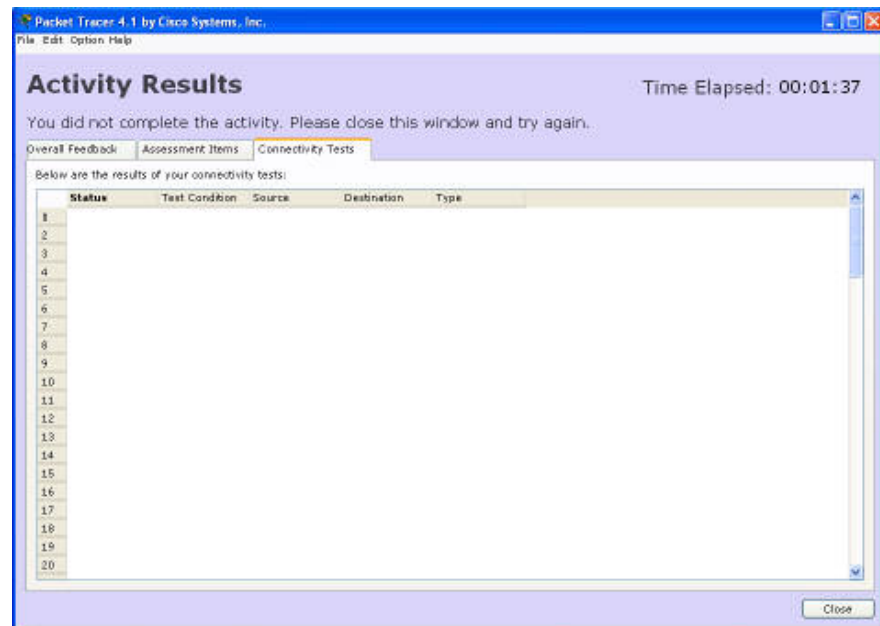 Packet Tracer 4.1 by Cisco Systems, Inc.
File Edit Option Help
Activity Results
Time Elapsed: 00:01:37
You did not complete the activity. Please close this window and try again.
Overall Feedback Assessment Items Connectivity Tests
Below are the results of your connectivity tests:
Status Test Condition Source Destination Type
1
2
3
4
5
6
7
8
9
10
11
12
13
14
15
16
17
18
19
20
Close